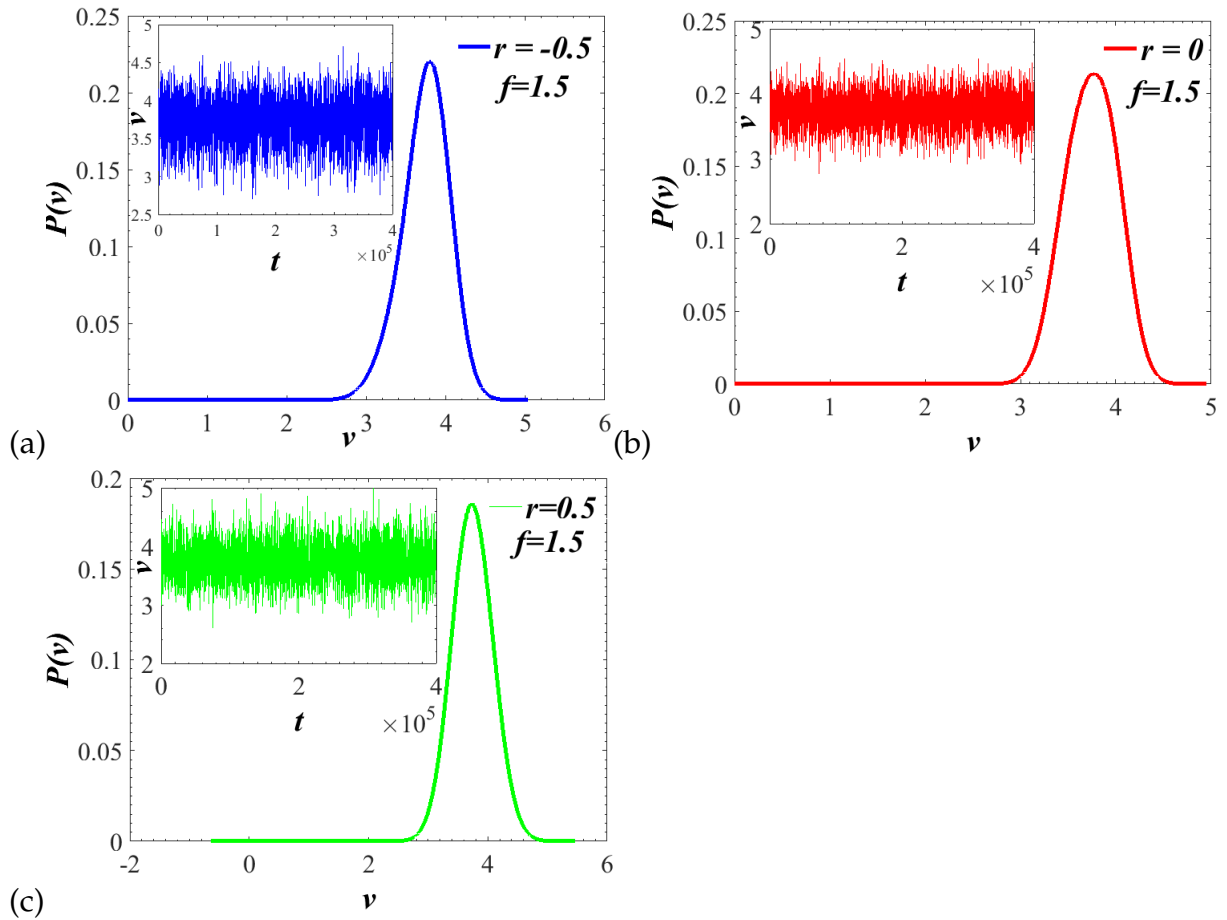 0.25
0.2
0.15
0.1
0.05
0
P(v)
0 1 2 3 4 5 6
v
r = -0.5
f=1.5
5
4.5
4
3.5
3
2.5
v
0 1 2 3 4
×10⁵
t
(a)
0.25
0.2
0.15
0.1
0.05
0
P(v)
0 1 2 3 4 5
v
r = 0
f=1.5
5
4
3
2
v
0 2 4
×10⁵
t
(b)
0.2
0.15
0.1
0.05
0
P(v)
-2 0 2 4 6
v
r=0.5
f=1.5
5
4
3
2
v
0 2 4
×10⁵
t
(c)